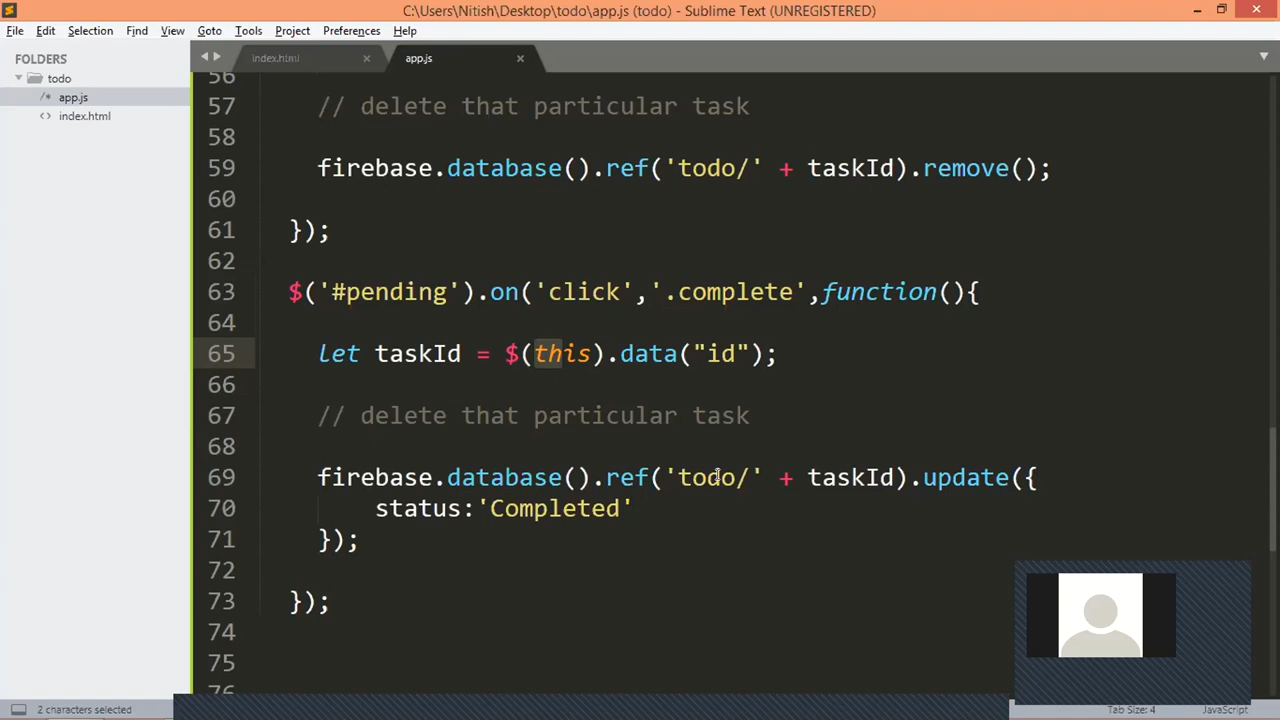 C:\Users\Nitish\Desktop\todo\app.js (todo) - Sublime Text (UNREGISTERED)
File Edit Selection Find View Goto Tools Project Preferences Help
FOLDERS
todo
app.js
index.html
index.html
app.js
56
57 // delete that particular task
58
59 firebase.database().ref('todo/' + taskId).remove();
60
61 });
62
63 $('#pending').on('click','.complete',function(){
64
65 let taskId = $(this).data("id");
66
67 // delete that particular task
68
69 firebase.database().ref('todo/' + taskId).update({
70 status:'Completed'
71 });
72
73 });
74
75
76
2 characters selected
Tab Size: 4
JavaScript